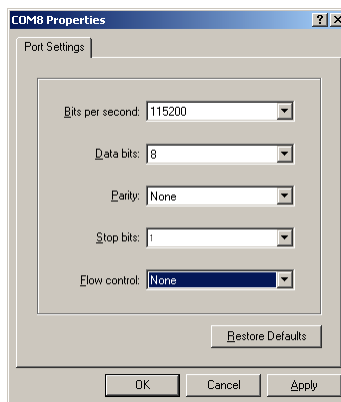 COM8 Properties
Port Settings
Bits per second: 115200
Data bits: 8
Parity: None
Stop bits: 1
Flow control: None
Restore Defaults
OK Cancel Apply